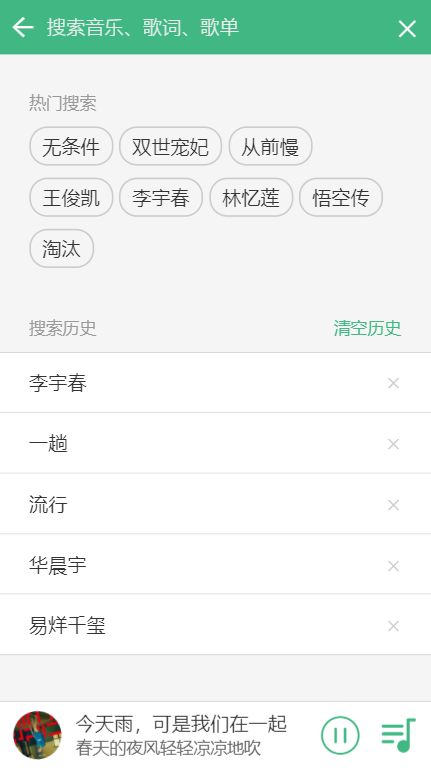 搜索音乐、歌词、歌单
热门搜索
无条件 双世宠妃 从前慢
王俊凯 李宇春 林忆莲 悟空传
淘汰
搜索历史 清空历史
李宇春
一趟
流行
华晨宇
易烊千玺
今天雨，可是我们在一起
春天的夜风轻轻凉凉地吹